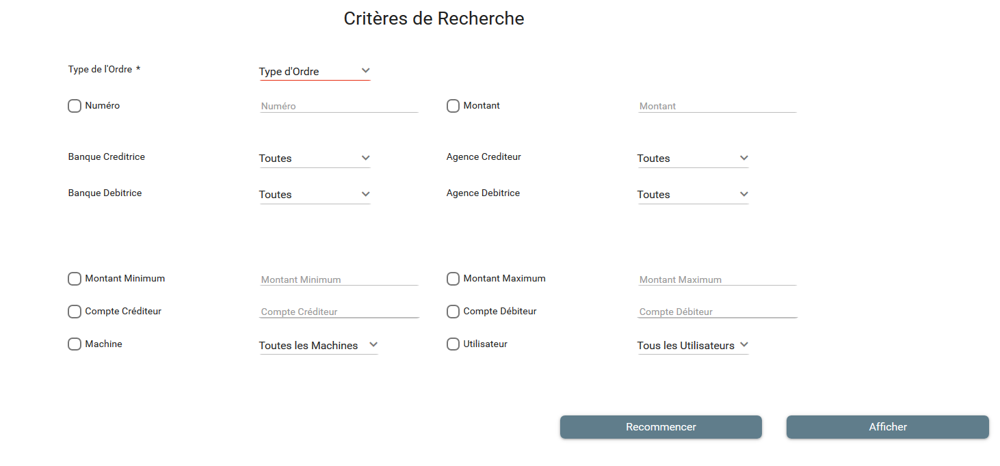 Critères de Recherche
Type de l'Ordre * Type d'Ordre
Numéro Numéro Montant Montant
Banque Creditrice Toutes Agence Crediteur Toutes
Banque Debitrice Toutes Agence Debitrice Toutes
Montant Minimum Montant Minimum Montant Maximum Montant Maximum
Compte Créditeur Compte Créditeur Compte Débiteur Compte Débiteur
Machine Toutes les Machines Utilisateur Tous les Utilisateurs
Recommencer Afficher